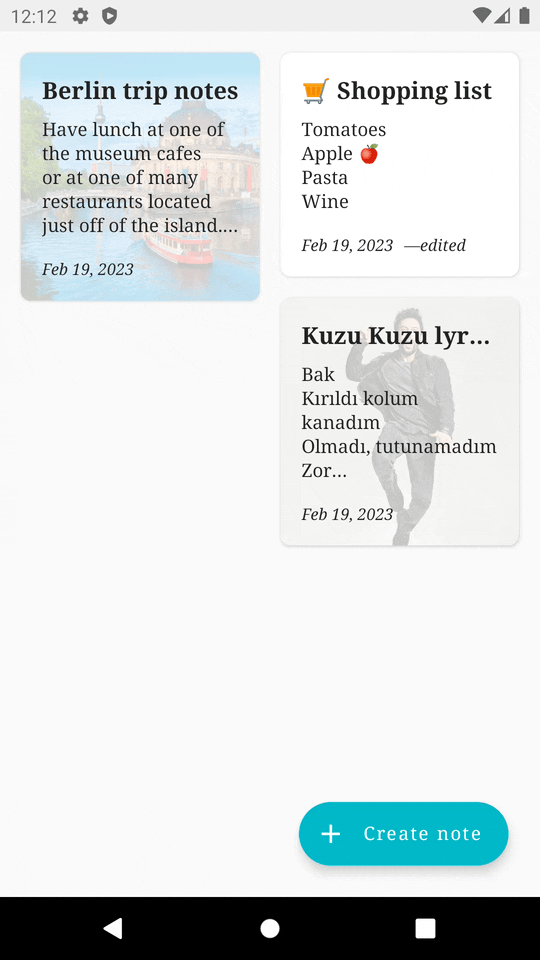 12:12
Berlin trip notes
Have lunch at one of
the museum cafes
or at one of many
restaurants located
just off of the island....
Feb 19, 2023
🛒 Shopping list
Tomatoes
Apple 🍎
Pasta
Wine
Feb 19, 2023 —edited
Kuzu Kuzu lyr...
Bak
Kırıldı kolum
kanadım
Olmadı, tutunamadım
Zor...
Feb 19, 2023
+ Create note